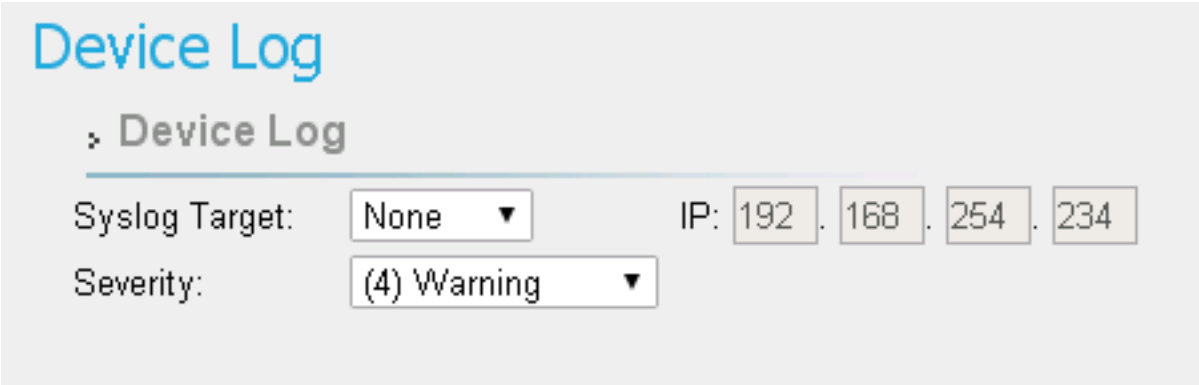 Device Log
Device Log
Syslog Target: None IP: 192 . 168 . 254 . 234
Severity: (4) Warning